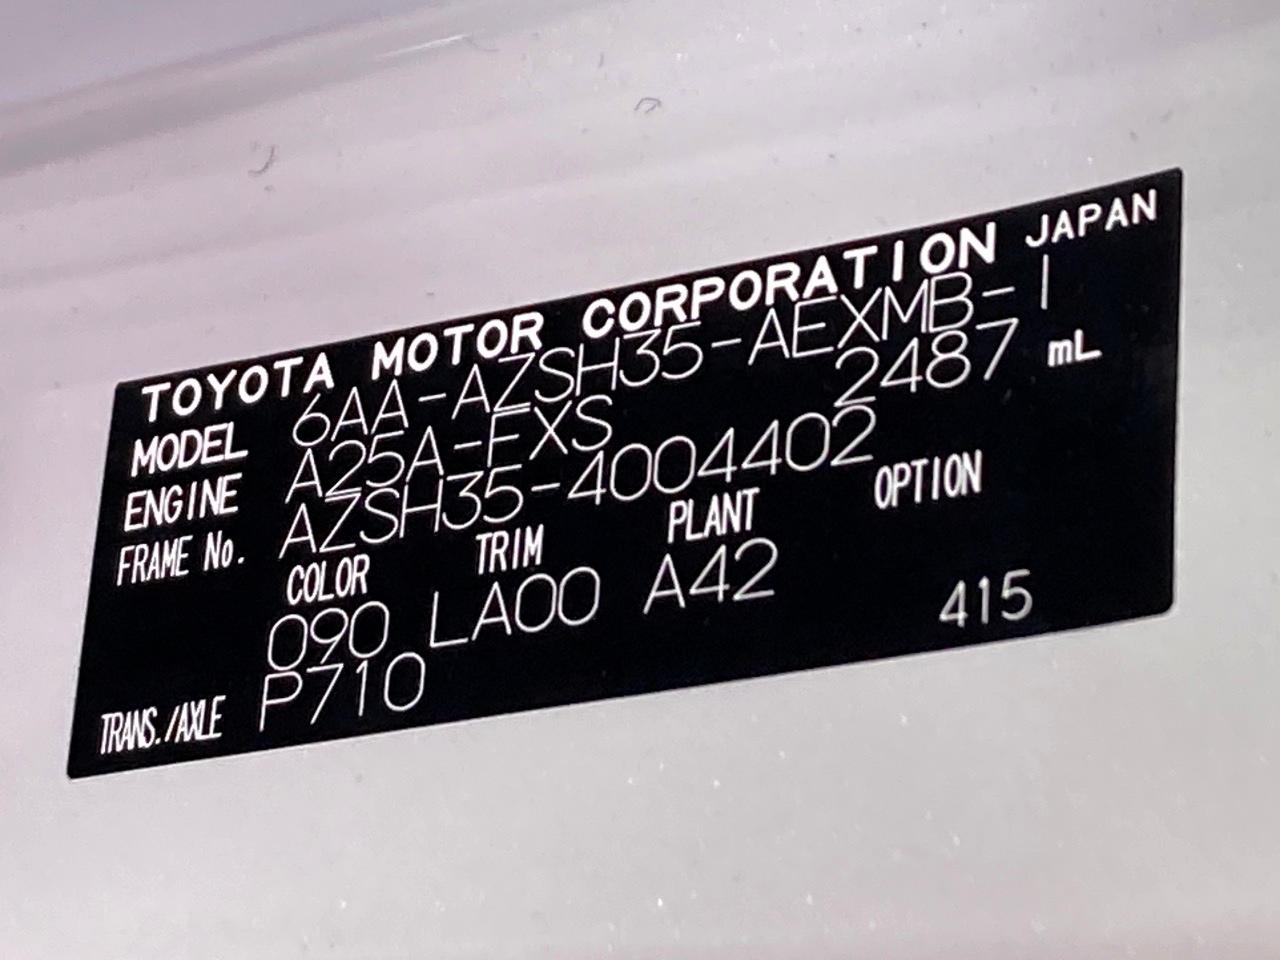 TOYOTA MOTOR CORPORATION JAPAN
MODEL 6AA-AZSH35-AEXMB-I
ENGINE A25A-FXS 2487 mL
FRAME No. AZSH35-4004402
COLOR TRIM PLANT OPTION
090 LA00 A42
415
TRANS./AXLE P710